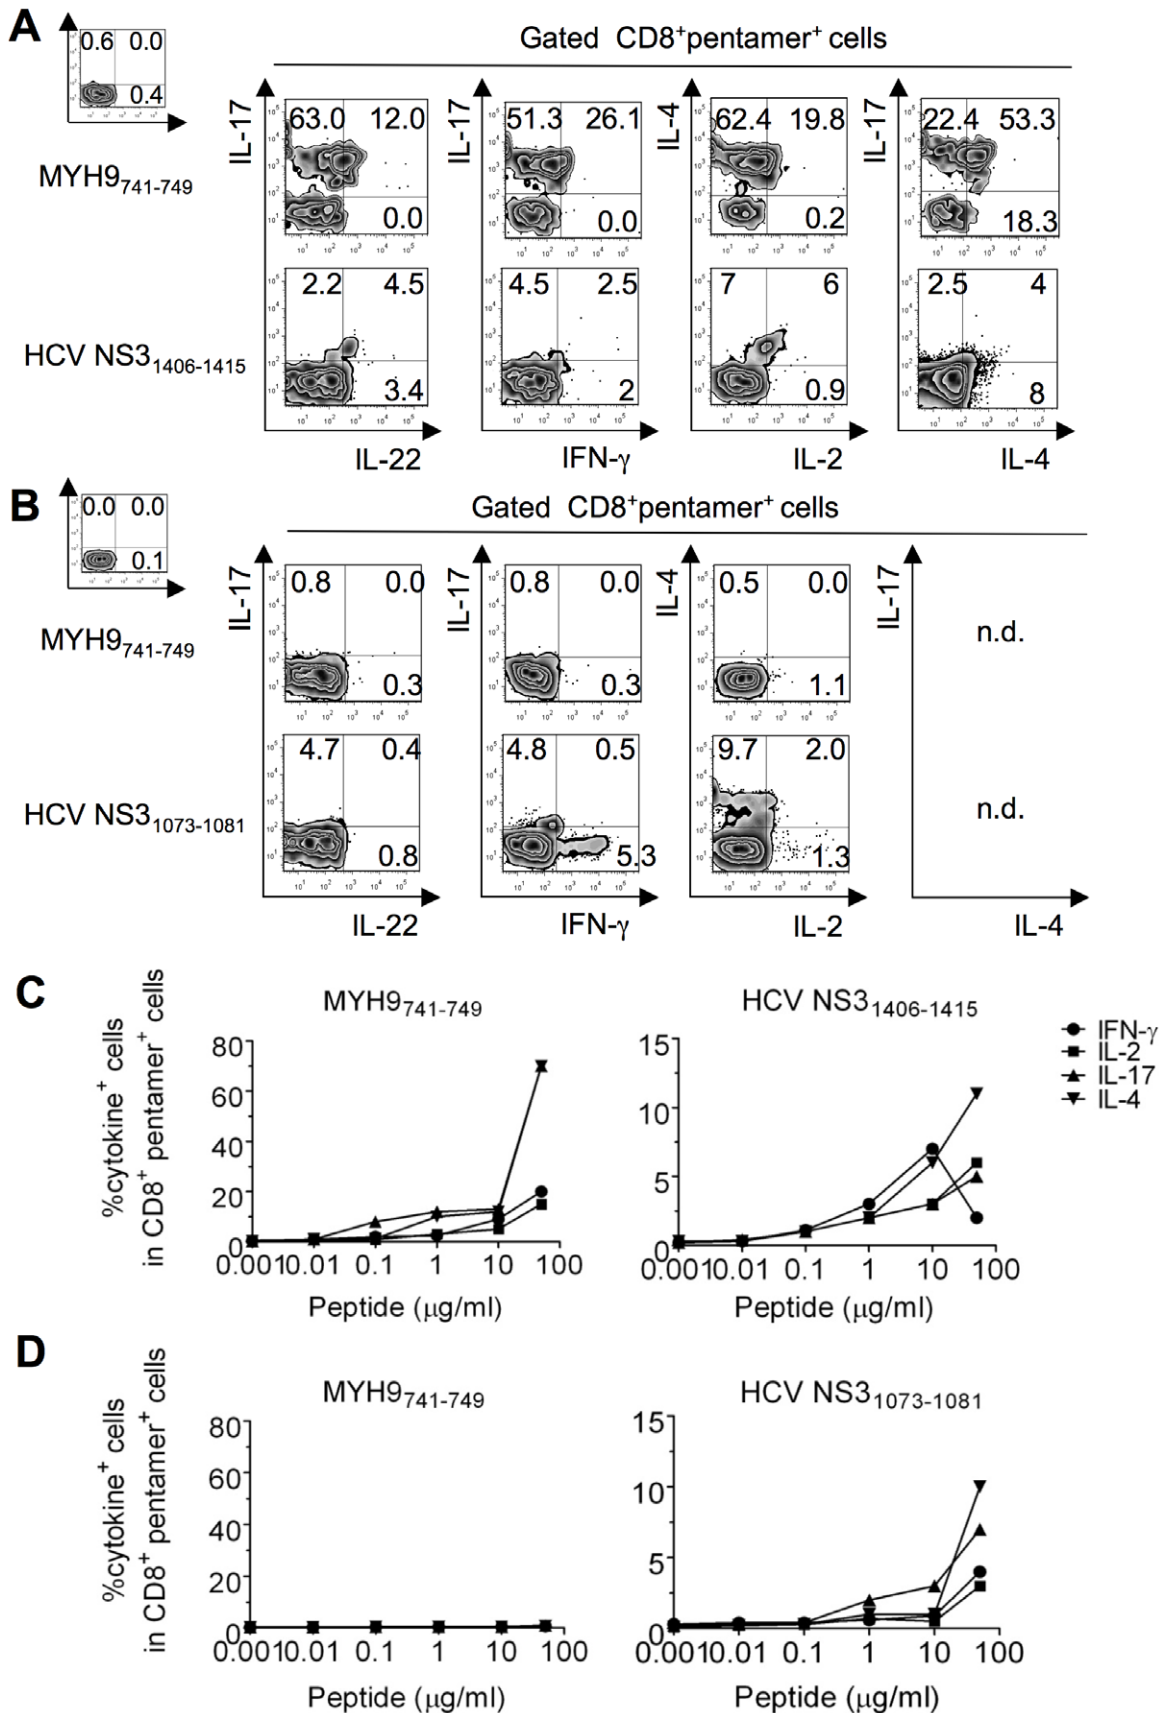 A
0.6 0.0
0.4
Gated CD8+pentamer+ cells
MYH9741-749
IL-17
63.0 12.0
0.0
IL-17
51.3 26.1
0.0
IL-4
62.4 19.8
0.2
IL-17
22.4 53.3
18.3
HCV NS31406-1415
2.2 4.5
3.4
4.5 2.5
2
7 6
0.9
2.5 4
8
IL-22 IFN-γ IL-2 IL-4
B
0.0 0.0
0.1
Gated CD8+pentamer+ cells
MYH9741-749
IL-17
0.8 0.0
0.3
IL-17
0.8 0.0
0.3
IL-4
0.5 0.0
1.1
IL-17
n.d.
HCV NS31073-1081
4.7 0.4
0.8
4.8 0.5
5.3
9.7 2.0
1.3
n.d.
IL-22 IFN-γ IL-2 IL-4
C
%cytokine+ cells
in CD8+ pentamer+ cells
MYH9741-749
80
60
40
20
0
0.001 0.01 0.1 1 10 100
Peptide (μg/ml)
HCV NS31406-1415
15
10
5
0
0.001 0.01 0.1 1 10 100
Peptide (μg/ml)
IFN-γ
IL-2
IL-17
IL-4
D
%cytokine+ cells
in CD8+ pentamer+ cells
MYH9741-749
80
60
40
20
0
0.001 0.01 0.1 1 10 100
Peptide (μg/ml)
HCV NS31073-1081
15
10
5
0
0.001 0.01 0.1 1 10 100
Peptide (μg/ml)